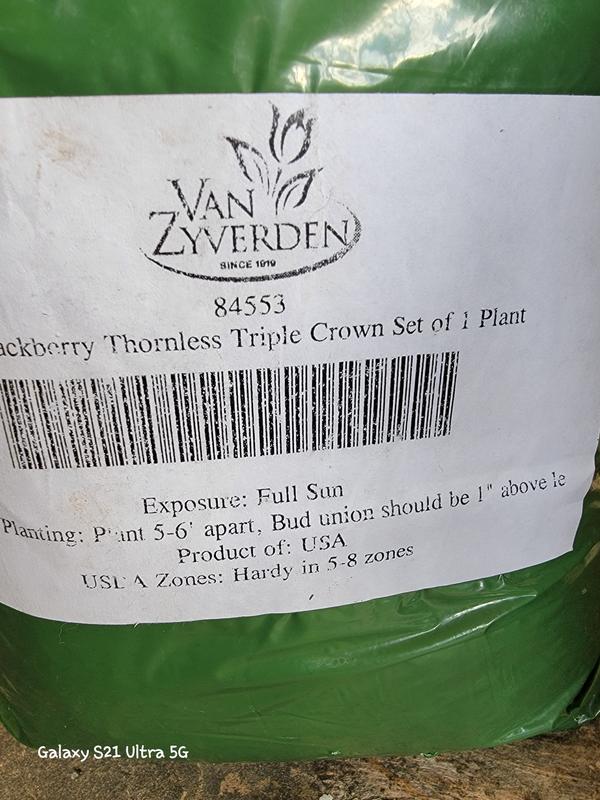 VAN
ZYVERDEN
SINCE 1919
84553
ackberry Thornless Triple Crown Set of 1 Plant
Exposure: Full Sun
Planting: Plant 5-6' apart, Bud union should be 1" above le
Product of: USA
USDA Zones: Hardy in 5-8 zones
Galaxy S21 Ultra 5G